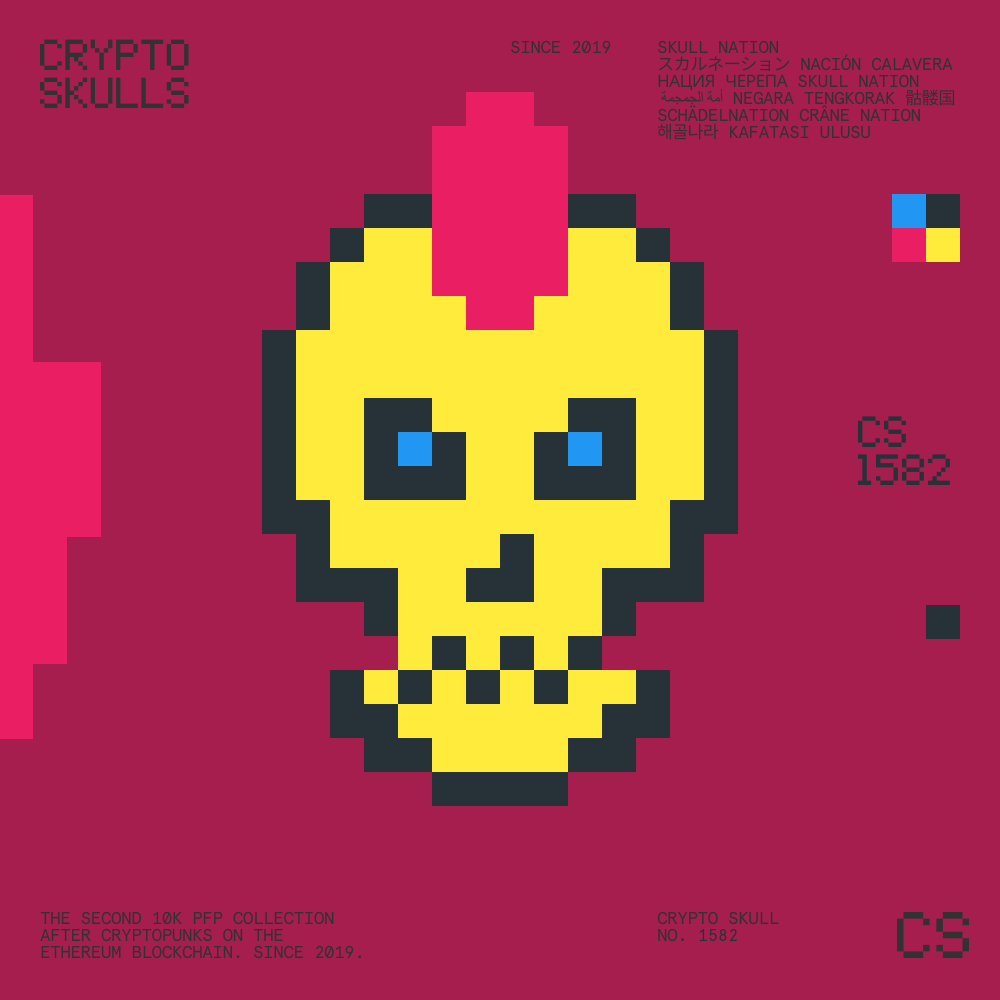 CRYPTO
SKULLS
SINCE 2019
SKULL NATION
スカルネーション NACIÓN CALAVERA
НАЦИЯ ЧЕРЕПА SKULL NATION
أمة الجمجمة NEGARA TENGKORAK 骷髅国
SCHÄDELNATION CRÂNE NATION
해골나라 KAFATASI ULUSU
CS
1582
THE SECOND 10K PFP COLLECTION
AFTER CRYPTOPUNKS ON THE
ETHEREUM BLOCKCHAIN. SINCE 2019.
CRYPTO SKULL
NO. 1582
CS